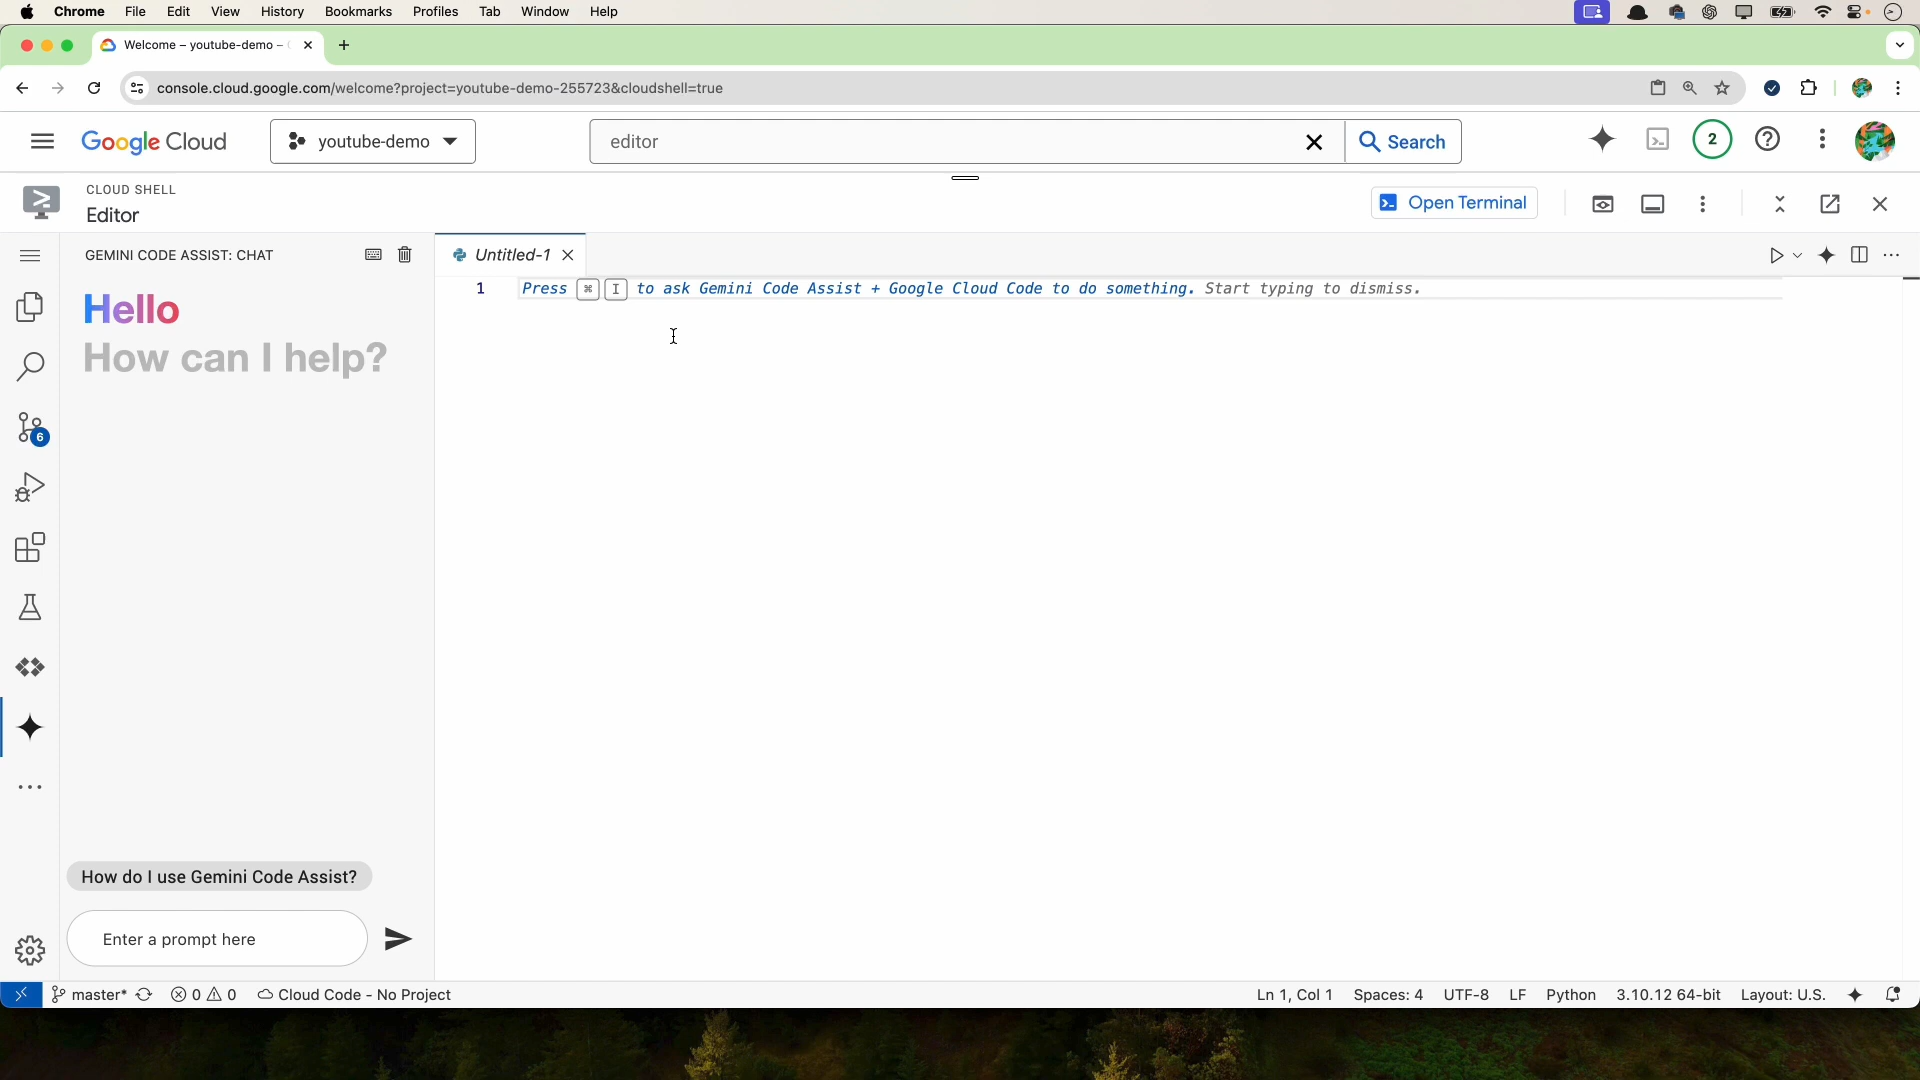 Chrome File Edit View History Bookmarks Profiles Tab Window Help
Welcome – youtube-demo –
console.cloud.google.com/welcome?project=youtube-demo-255723&cloudshell=true
Google Cloud youtube-demo editor Search 2
CLOUD SHELL
Editor
Open Terminal
GEMINI CODE ASSIST: CHAT
Untitled-1
1 Press ⌘ I to ask Gemini Code Assist + Google Cloud Code to do something. Start typing to dismiss.
Hello
How can I help?
6
How do I use Gemini Code Assist?
Enter a prompt here
master* 0 0 Cloud Code - No Project Ln 1, Col 1 Spaces: 4 UTF-8 LF Python 3.10.12 64-bit Layout: U.S.